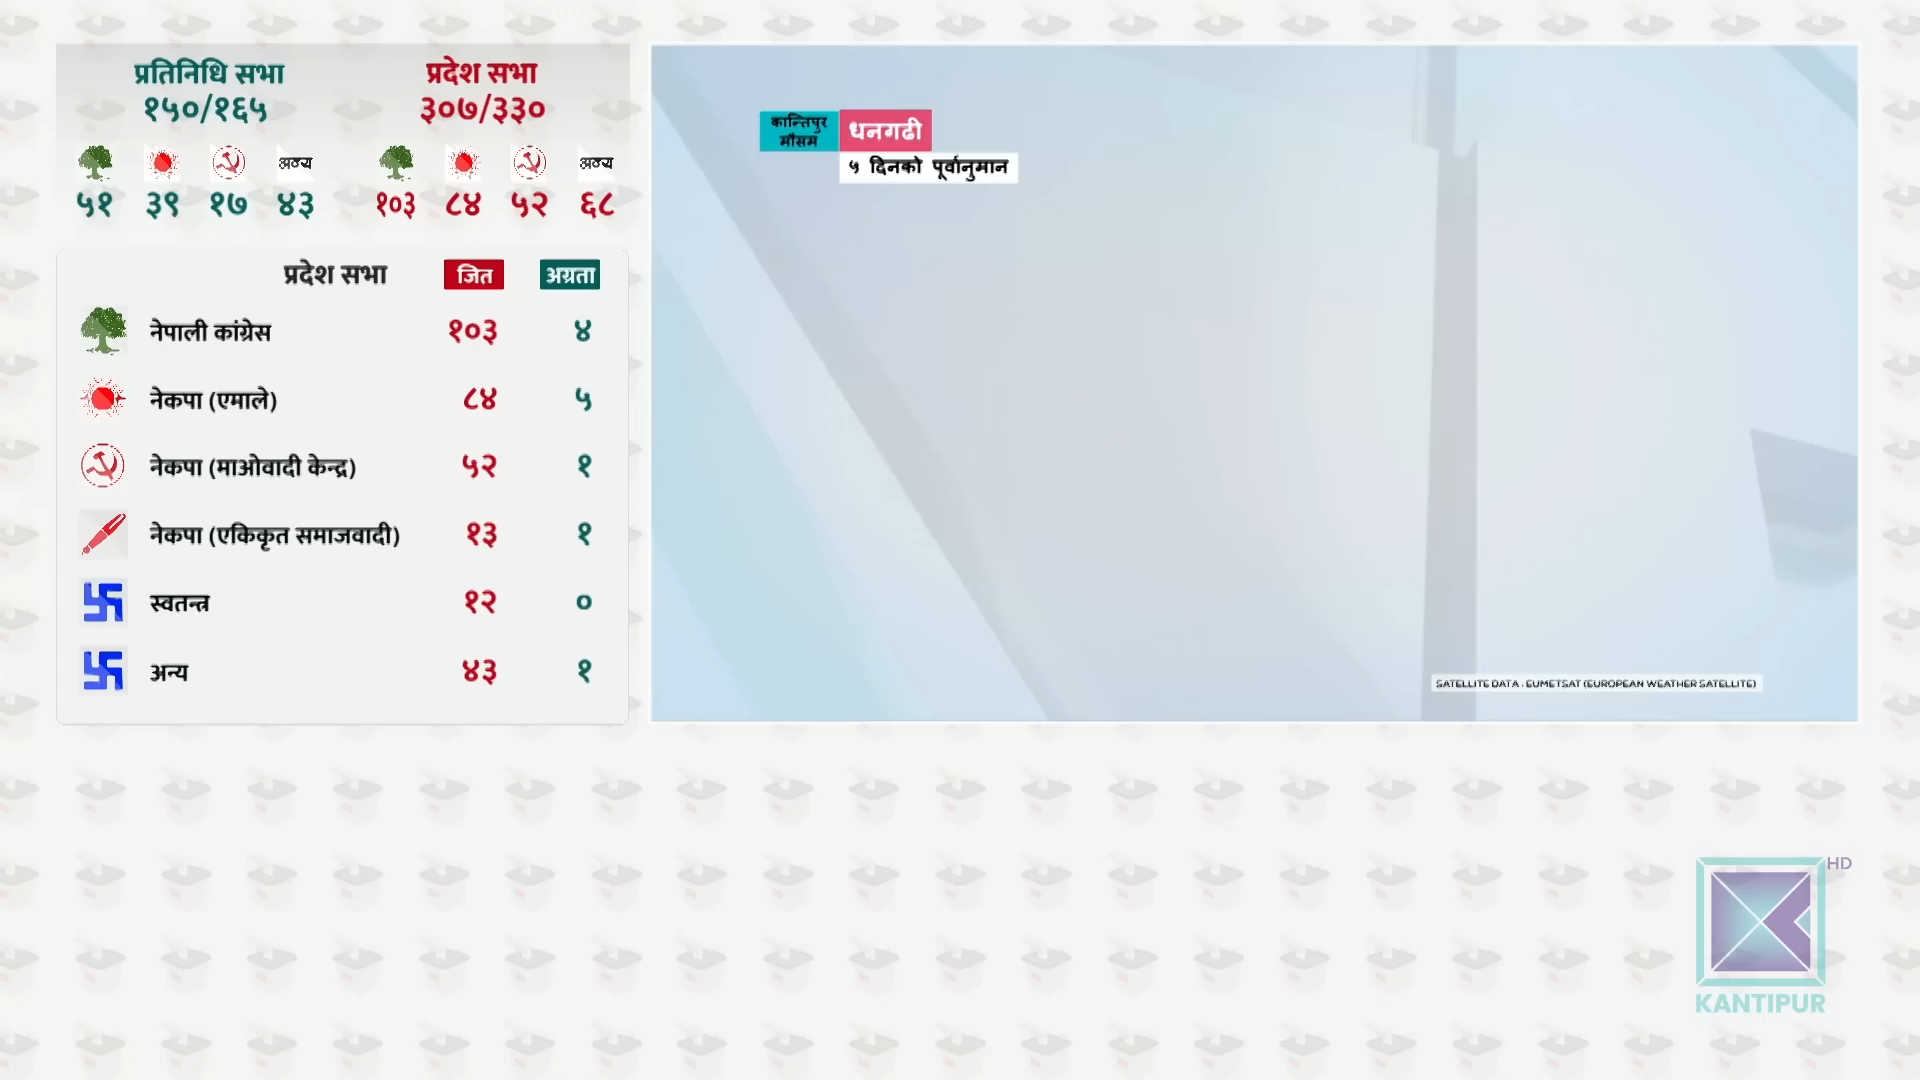 प्रतिनिधि सभा
१५०/१६५
५१ ३९ १७ अन्य ४३
प्रदेश सभा
३०७/३३०
१०३ ८४ ५२ अन्य ६८
प्रदेश सभा जित अग्रता
नेपाली कांग्रेस १०३ ४
नेकपा (एमाले) ८४ ५
नेकपा (माओवादी केन्द्र) ५२ १
नेकपा (एकिकृत समाजवादी) १३ १
स्वतन्त्र १२ ०
अन्य ४३ १
कान्तिपुर मौसम
धनगढी
५ दिनको पूर्वानुमान
SATELLITE DATA : EUMETSAT (EUROPEAN WEATHER SATELLITE)
HD
KANTIPUR